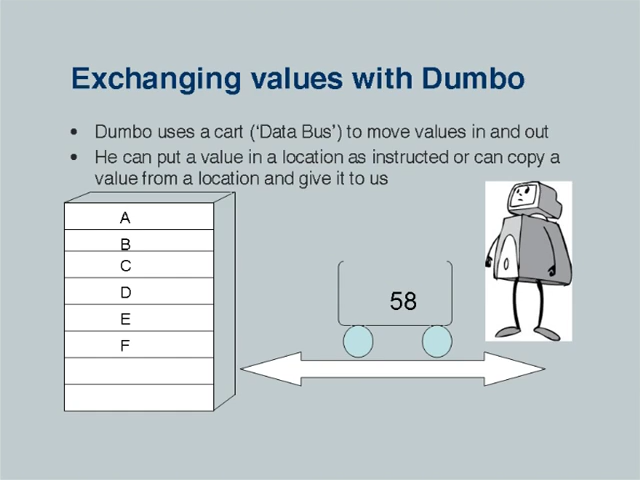 Exchanging values with Dumbo
• Dumbo uses a cart (‘Data Bus’) to move values in and out
• He can put a value in a location as instructed or can copy a
value from a location and give it to us
A
B
C
D
E
F
58